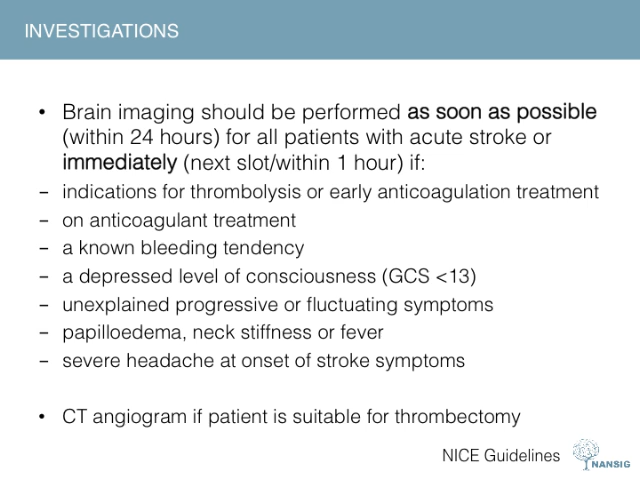 INVESTIGATIONS
• Brain imaging should be performed as soon as possible
(within 24 hours) for all patients with acute stroke or
immediately (next slot/within 1 hour) if:
– indications for thrombolysis or early anticoagulation treatment
– on anticoagulant treatment
– a known bleeding tendency
– a depressed level of consciousness (GCS <13)
– unexplained progressive or fluctuating symptoms
– papilloedema, neck stiffness or fever
– severe headache at onset of stroke symptoms
• CT angiogram if patient is suitable for thrombectomy
NICE Guidelines
NANSIG